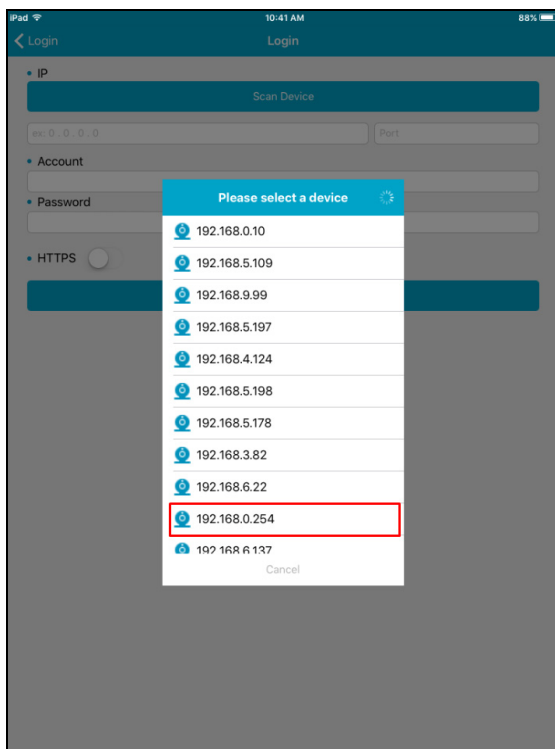 iPad 10:41 AM 88%
Login Login
• IP
Scan Device
ex: 0 . 0 . 0 . 0 Port
• Account
• Password
• HTTPS
Please select a device
192.168.0.10
192.168.5.109
192.168.9.99
192.168.5.197
192.168.4.124
192.168.5.198
192.168.5.178
192.168.3.82
192.168.6.22
192.168.0.254
192.168.6.137
Cancel